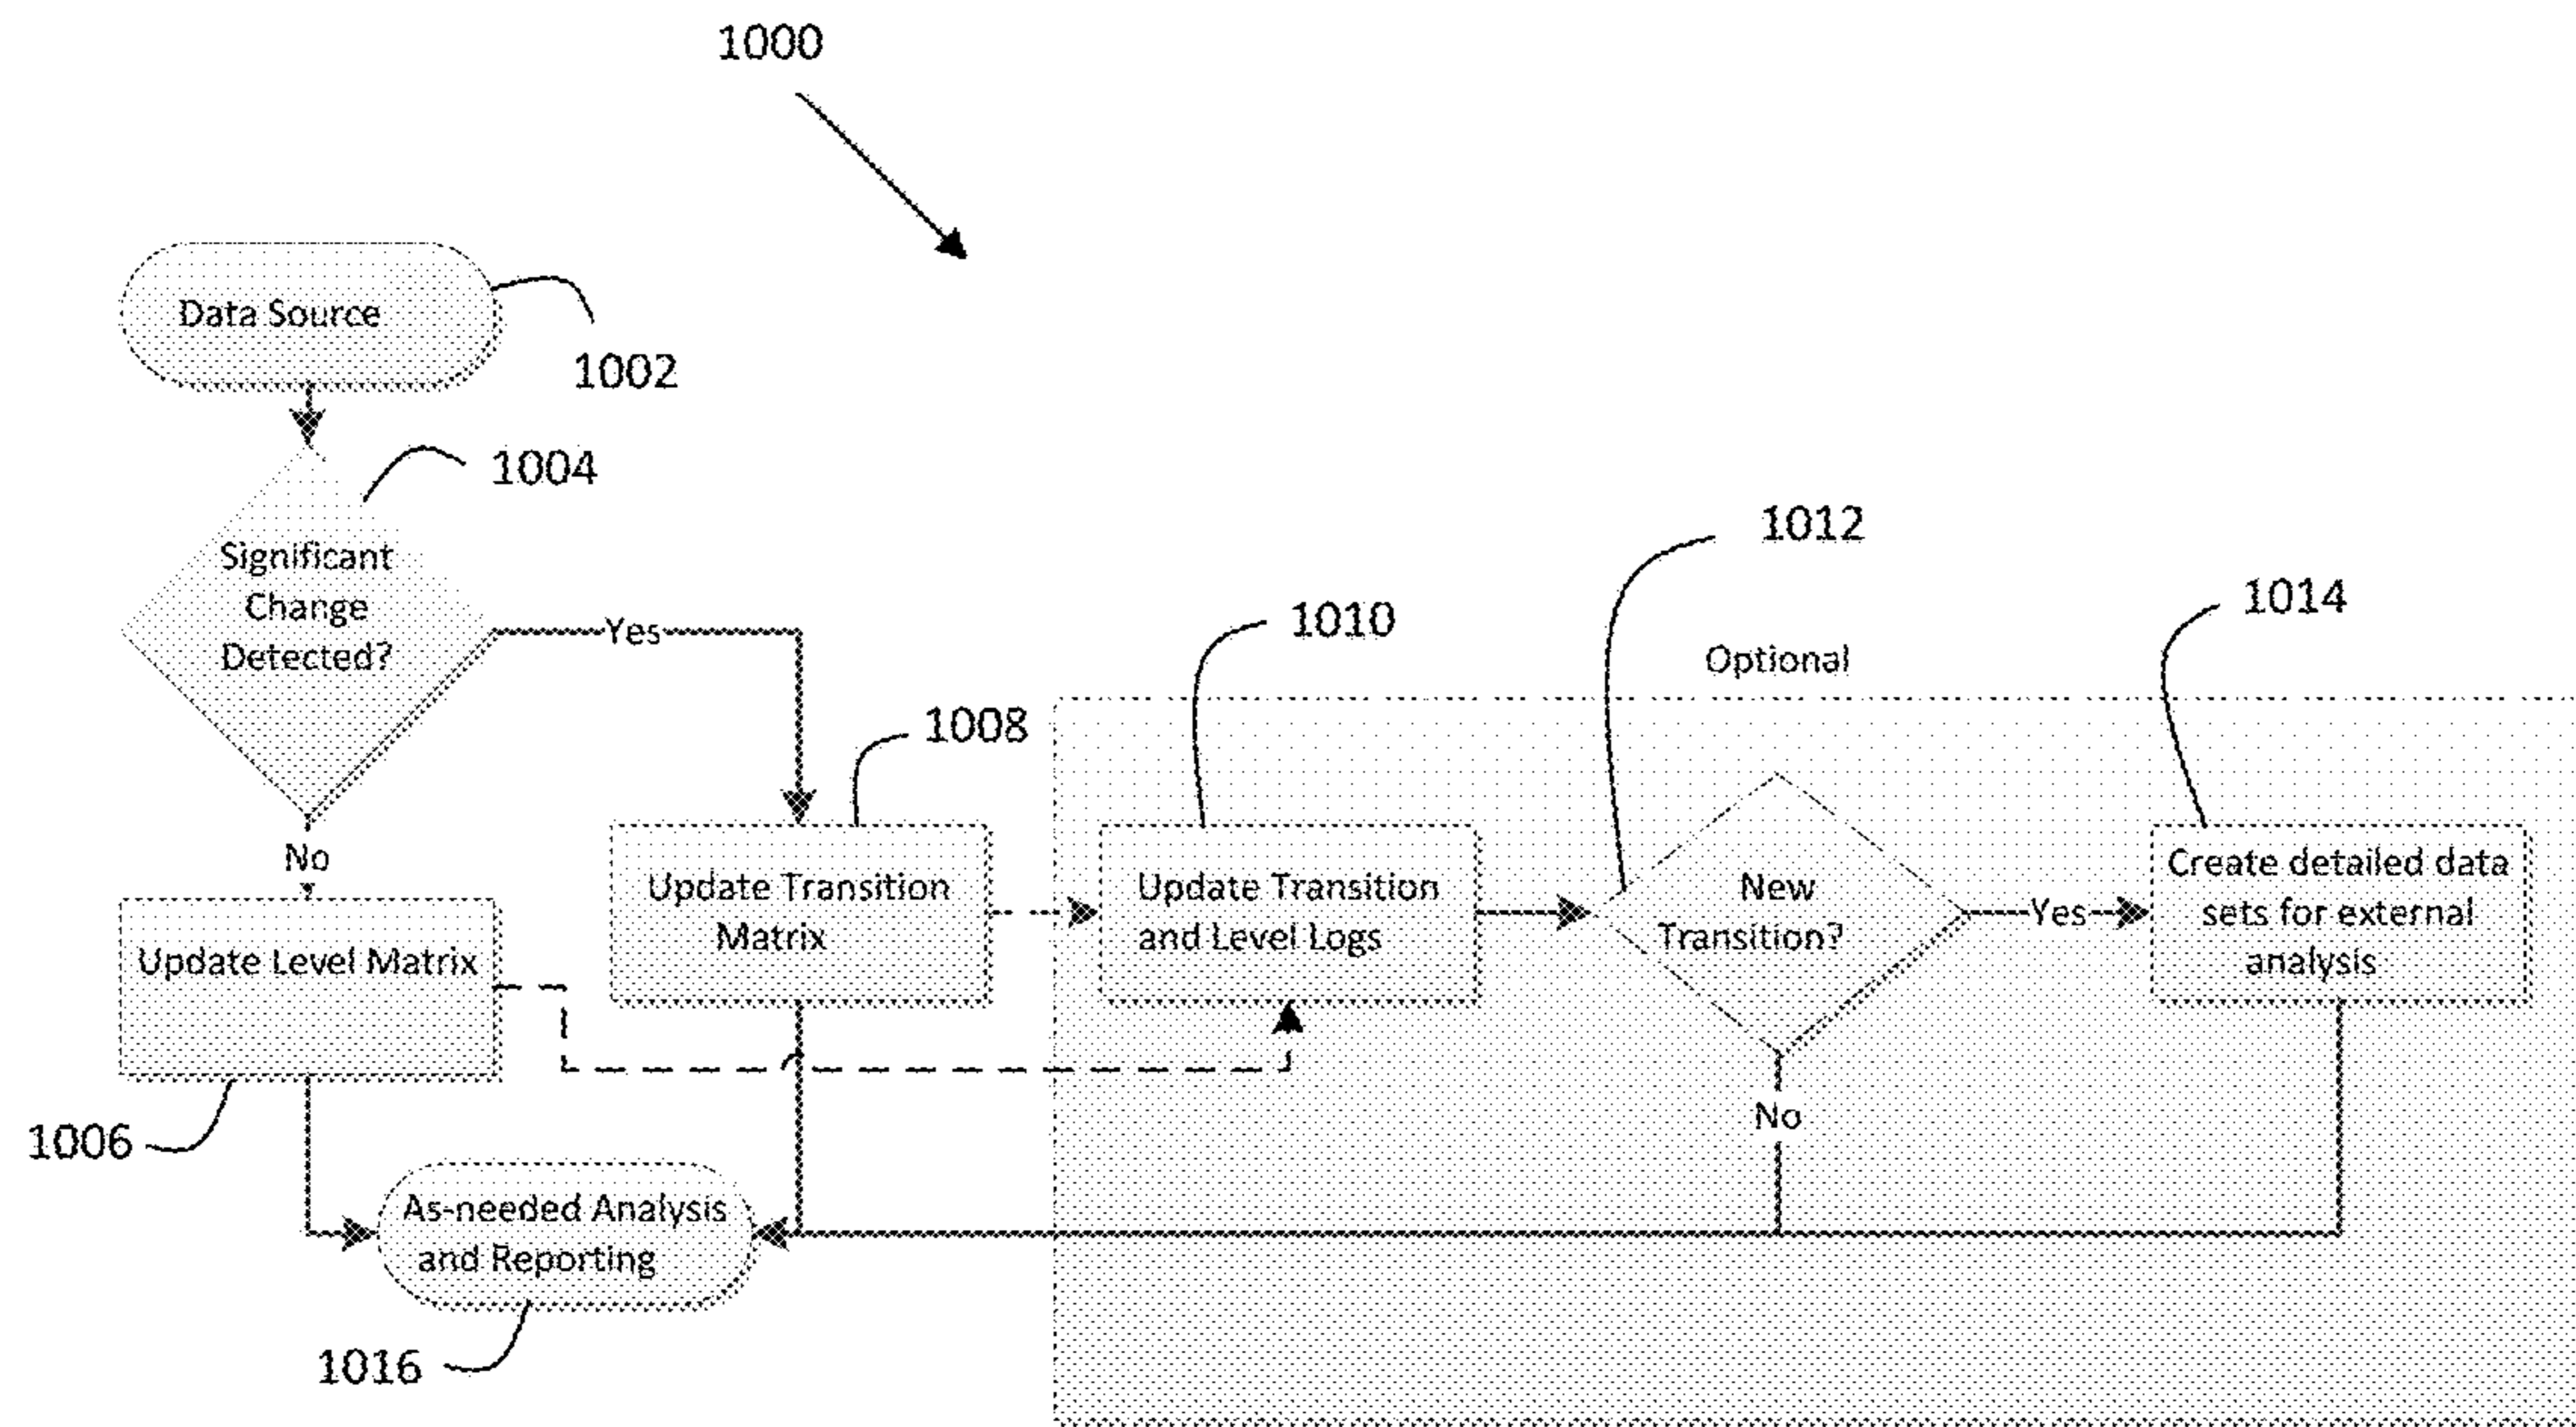 1000
Data Source
1002
1004
Significant
Change
Detected?
Yes
No
1008
Update Transition
Matrix
Update Level Matrix
1006
As-needed Analysis
and Reporting
1016
Optional
1010
Update Transition
and Level Logs
1012
New
Transition?
Yes
No
1014
Create detailed data
sets for external
analysis